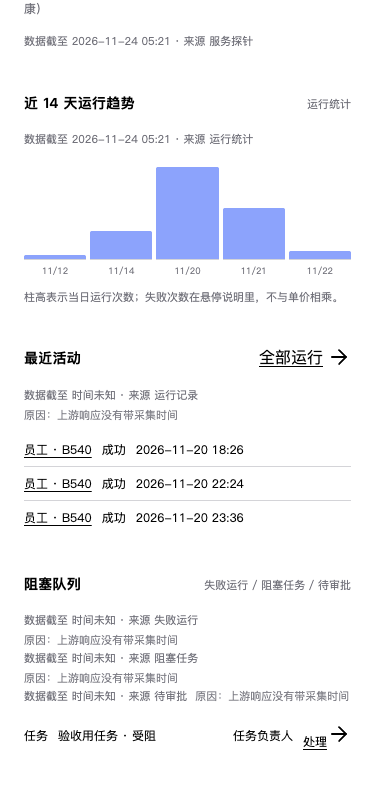 康）
数据截至 2026-11-24 05:21 · 来源 服务探针
近 14 天运行趋势 运行统计
数据截至 2026-11-24 05:21 · 来源 运行统计
11/12 11/14 11/20 11/21 11/22
柱高表示当日运行次数；失败次数在悬停说明里，不与单价相乘。
最近活动 全部运行
数据截至 时间未知 · 来源 运行记录
原因：上游响应没有带采集时间
员工 · B540 成功 2026-11-20 18:26
员工 · B540 成功 2026-11-20 22:24
员工 · B540 成功 2026-11-20 23:36
阻塞队列 失败运行 / 阻塞任务 / 待审批
数据截至 时间未知 · 来源 失败运行
原因：上游响应没有带采集时间
数据截至 时间未知 · 来源 阻塞任务
原因：上游响应没有带采集时间
数据截至 时间未知 · 来源 待审批 原因：上游响应没有带采集时间
任务 验收用任务 · 受阻 任务负责人 处理